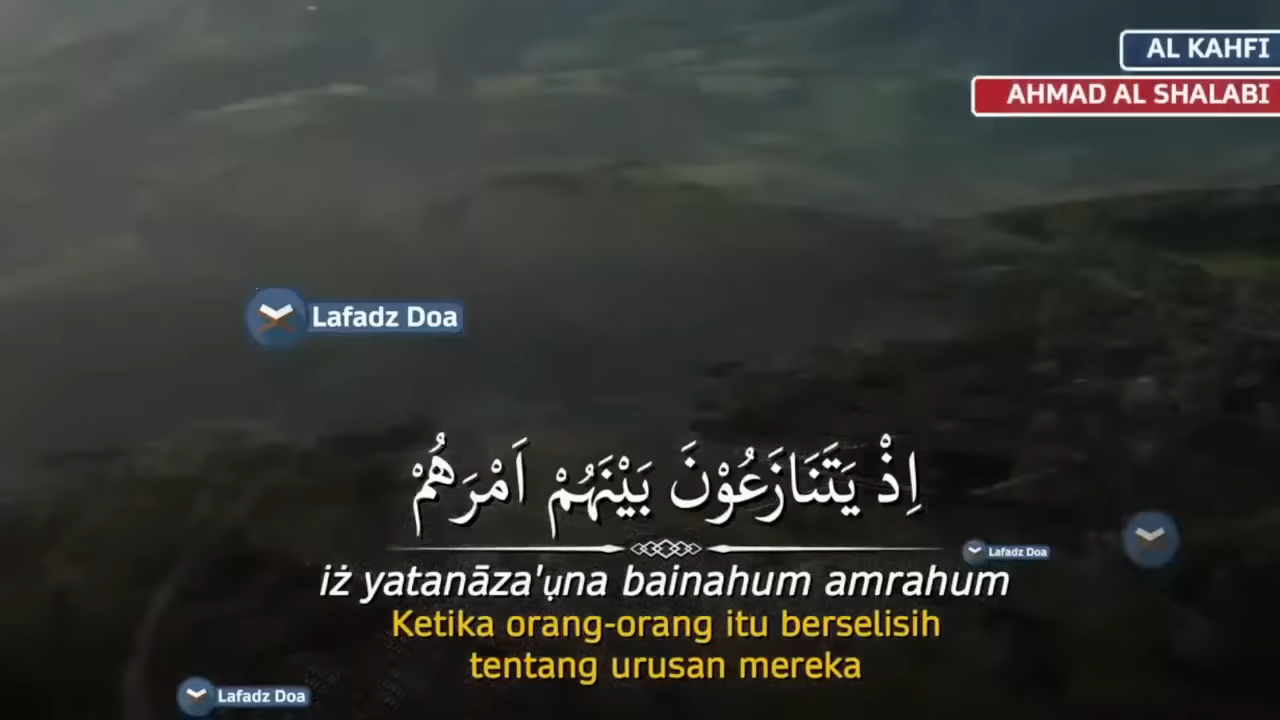 AL KAHFI
AHMAD AL SHALABI
Lafadz Doa
اِذْ يَتَنَازَعُوْنَ بَيْنَهُمْ اَمْرَهُمْ
Lafadz Doa
iż yatanāza'ụna bainahum amrahum
Ketika orang-orang itu berselisih
tentang urusan mereka
Lafadz Doa